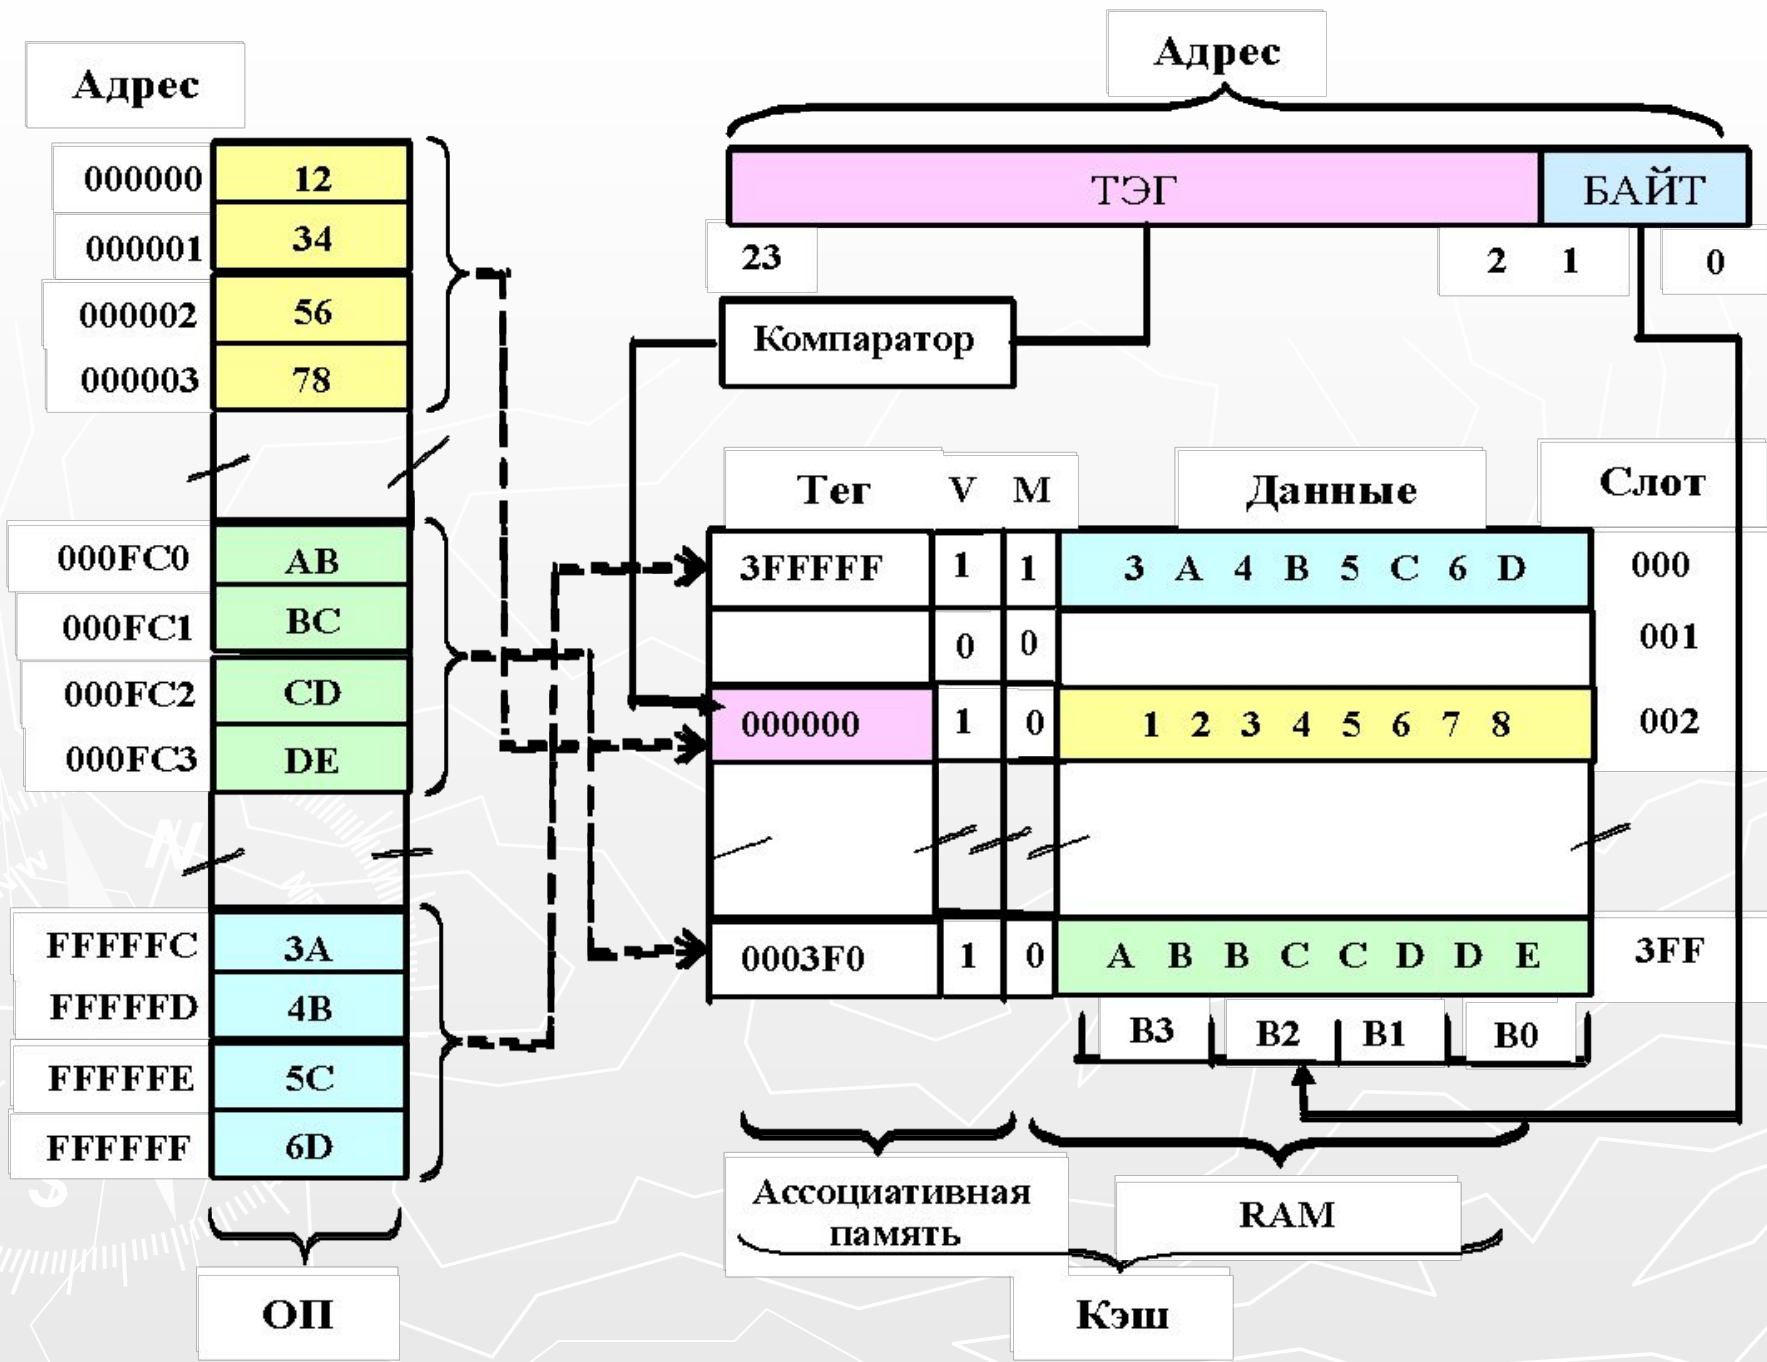 Адрес
000000 12
000001 34
000002 56
000003 78
000FC0 AB
000FC1 BC
000FC2 CD
000FC3 DE
FFFFFC 3A
FFFFFD 4B
FFFFFE 5C
FFFFFF 6D
ОП
Адрес
ТЭГ БАЙТ
23 2 1 0
Компаратор
Тег V M Данные Слот
3FFFFF 1 1 3 A 4 B 5 C 6 D 000
0 0 001
000000 1 0 1 2 3 4 5 6 7 8 002
0003F0 1 0 A B B C C D D E 3FF
B3 B2 B1 B0
Ассоциативная
память
RAM
Кэш
N
NW
S